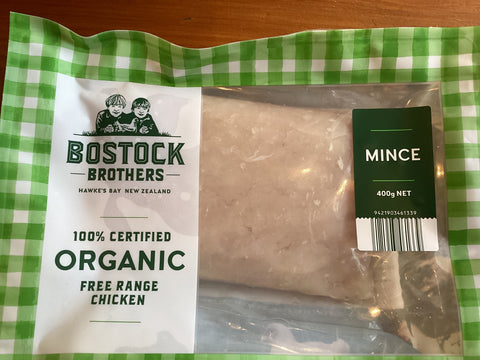 BOSTOCK
BROTHERS
HAWKE'S BAY NEW ZEALAND
100% CERTIFIED
ORGANIC
FREE RANGE
CHICKEN
MINCE
400g NET
9421903461339